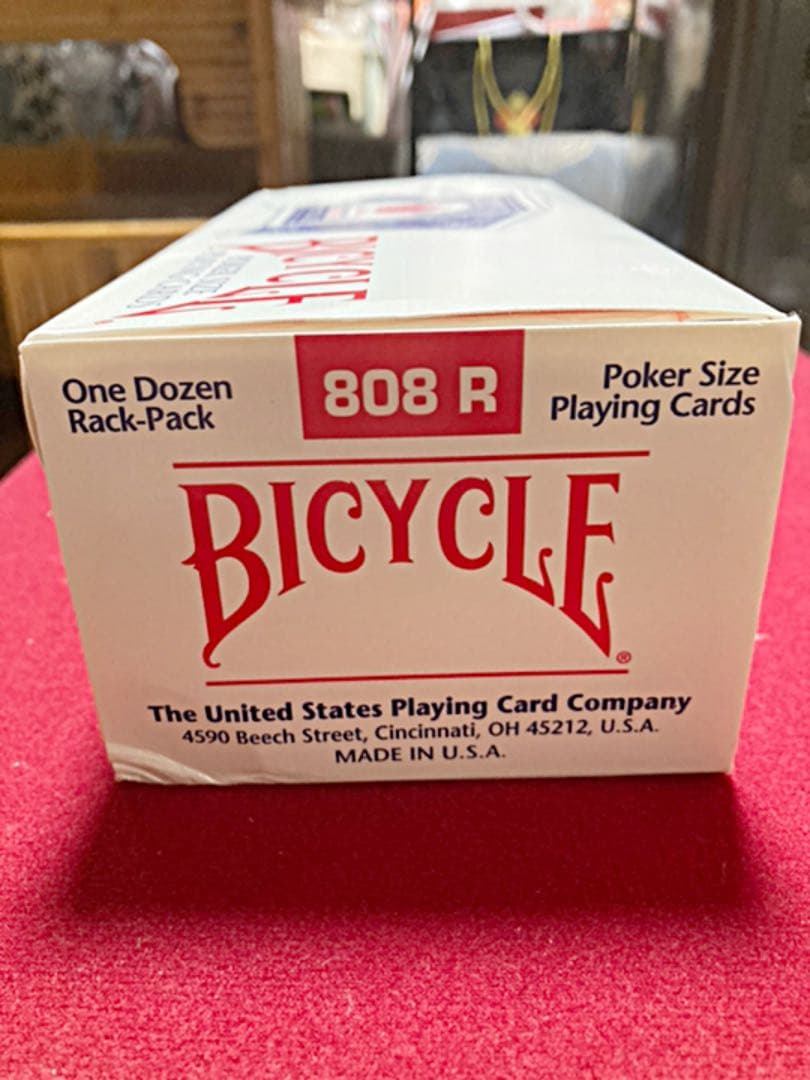 BICYCLE
One Dozen
Rack-Pack
808 R
Poker Size
Playing Cards
BICYCLE®
The United States Playing Card Company
4590 Beech Street, Cincinnati, OH 45212, U.S.A.
MADE IN U.S.A.